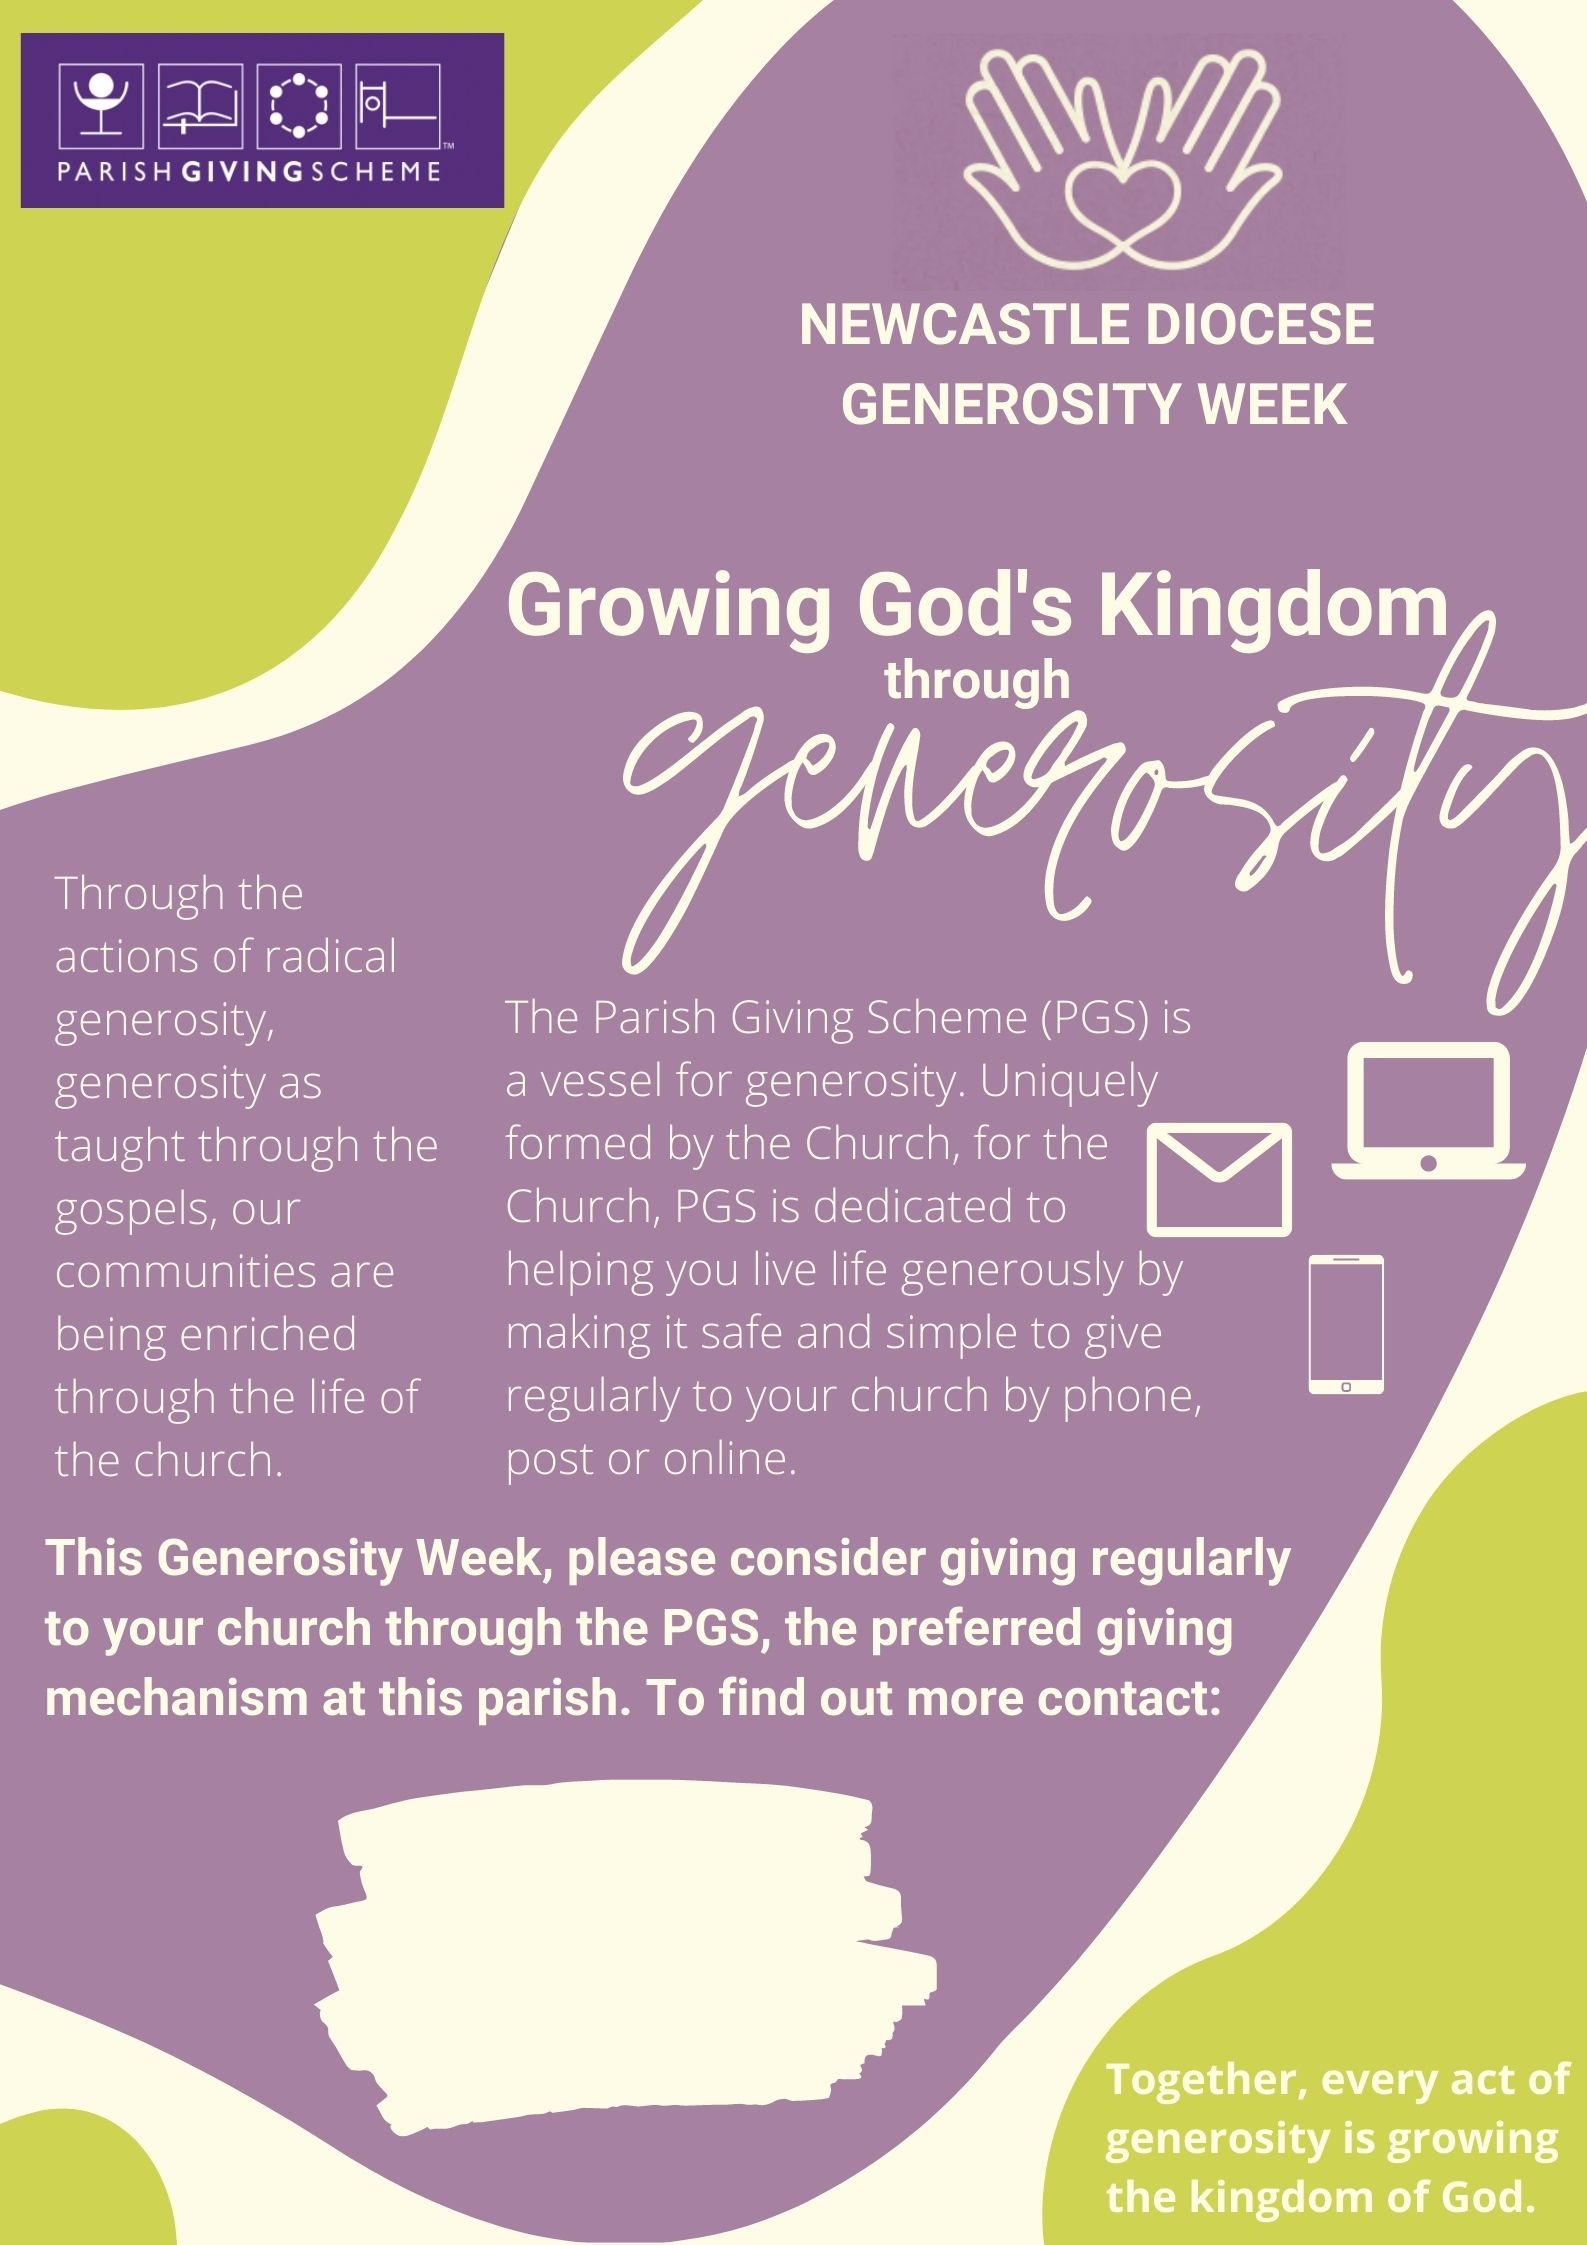 PARISH GIVING SCHEME
TM
NEWCASTLE DIOCESE
GENEROSITY WEEK
Growing God's Kingdom
through
generosity
Through the
actions of radical
generosity,
generosity as
taught through the
gospels, our
communities are
being enriched
through the life of
the church.
The Parish Giving Scheme (PGS) is
a vessel for generosity. Uniquely
formed by the Church, for the
Church, PGS is dedicated to
helping you live life generously by
making it safe and simple to give
regularly to your church by phone,
post or online.
This Generosity Week, please consider giving regularly
to your church through the PGS, the preferred giving
mechanism at this parish. To find out more contact:
Together, every act of
generosity is growing
the kingdom of God.